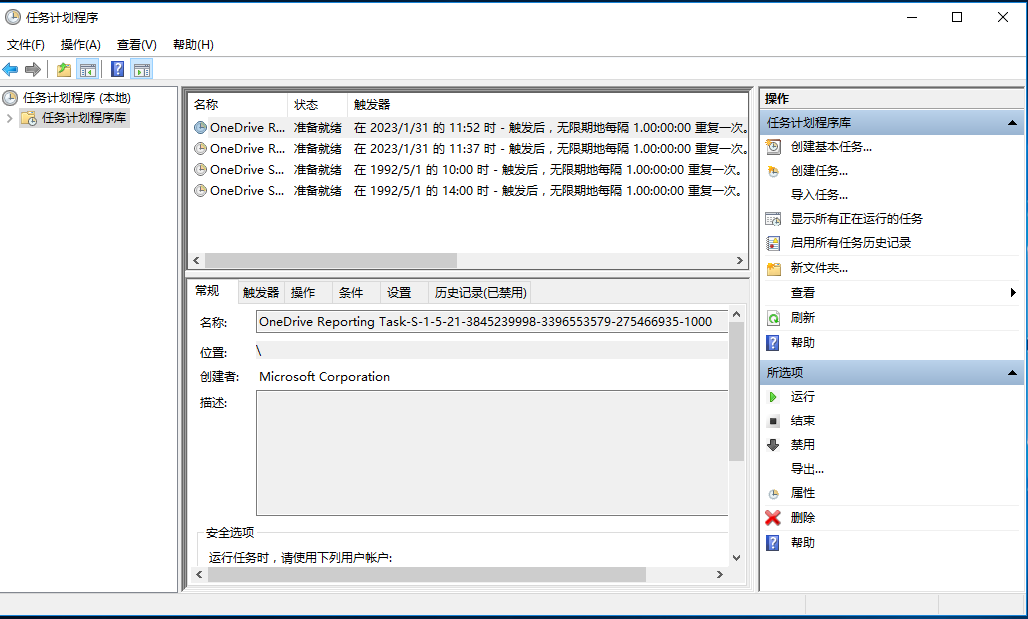 任务计划程序
文件(F) 操作(A) 查看(V) 帮助(H)
任务计划程序 (本地)
任务计划程序库
名称 状态 触发器
OneDrive R... 准备就绪 在 2023/1/31 的 11:52 时 - 触发后，无限期地每隔 1.00:00:00 重复一次。
OneDrive R... 准备就绪 在 2023/1/31 的 11:37 时 - 触发后，无限期地每隔 1.00:00:00 重复一次。
OneDrive S... 准备就绪 在 1992/5/1 的 10:00 时 - 触发后，无限期地每隔 1.00:00:00 重复一次。
OneDrive S... 准备就绪 在 1992/5/1 的 14:00 时 - 触发后，无限期地每隔 1.00:00:00 重复一次。
常规 触发器 操作 条件 设置 历史记录(已禁用)
名称: OneDrive Reporting Task-S-1-5-21-3845239998-3396553579-275466935-1000
位置: \
创建者: Microsoft Corporation
描述:
安全选项
运行任务时，请使用下列用户帐户:
操作
任务计划程序库
创建基本任务...
创建任务...
导入任务...
显示所有正在运行的任务
启用所有任务历史记录
新文件夹...
查看
刷新
帮助
所选项
运行
结束
禁用
导出...
属性
删除
帮助